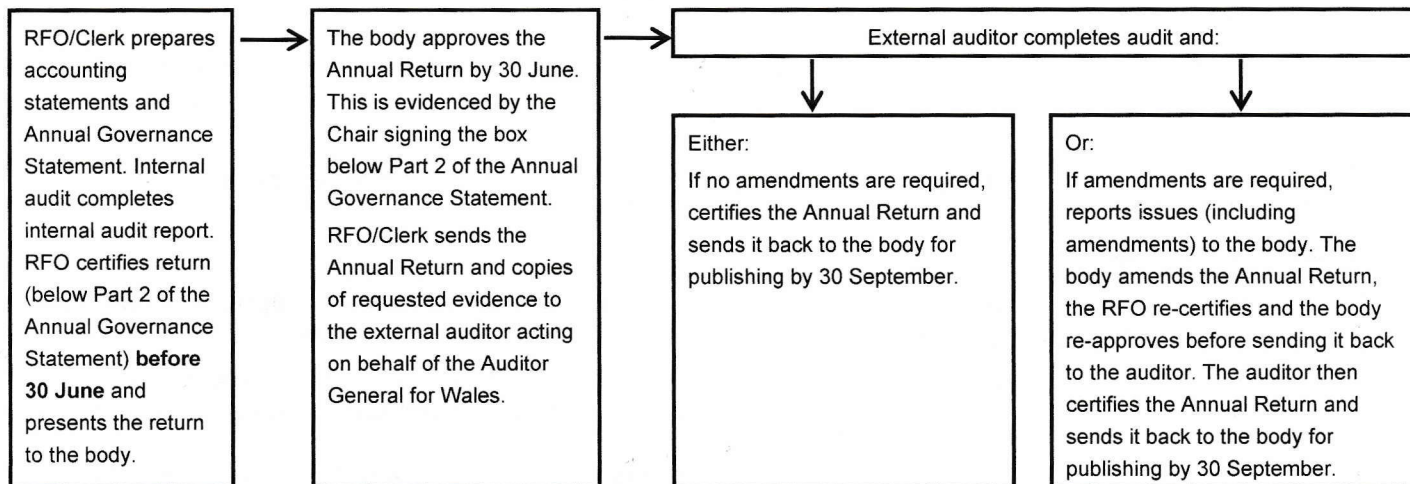 RFO/Clerk prepares
accounting
statements and
Annual Governance
Statement. Internal
audit completes
internal audit report.
RFO certifies return
(below Part 2 of the
Annual Governance
Statement) before
30 June and
presents the return
to the body.
The body approves the
Annual Return by 30 June.
This is evidenced by the
Chair signing the box
below Part 2 of the Annual
Governance Statement.
RFO/Clerk sends the
Annual Return and copies
of requested evidence to
the external auditor acting
on behalf of the Auditor
General for Wales.
External auditor completes audit and:
Either:
If no amendments are required,
certifies the Annual Return and
sends it back to the body for
publishing by 30 September.
Or:
If amendments are required,
reports issues (including
amendments) to the body. The
body amends the Annual Return,
the RFO re-certifies and the body
re-approves before sending it back
to the auditor. The auditor then
certifies the Annual Return and
sends it back to the body for
publishing by 30 September.